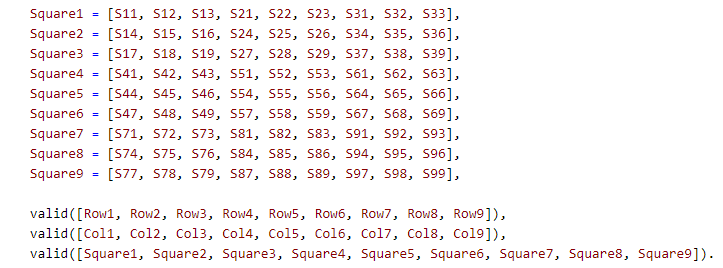 Square1 = [S11, S12, S13, S21, S22, S23, S31, S32, S33],
Square2 = [S14, S15, S16, S24, S25, S26, S34, S35, S36],
Square3 = [S17, S18, S19, S27, S28, S29, S37, S38, S39],
Square4 = [S41, S42, S43, S51, S52, S53, S61, S62, S63],
Square5 = [S44, S45, S46, S54, S55, S56, S64, S65, S66],
Square6 = [S47, S48, S49, S57, S58, S59, S67, S68, S69],
Square7 = [S71, S72, S73, S81, S82, S83, S91, S92, S93],
Square8 = [S74, S75, S76, S84, S85, S86, S94, S95, S96],
Square9 = [S77, S78, S79, S87, S88, S89, S97, S98, S99],
valid([Row1, Row2, Row3, Row4, Row5, Row6, Row7, Row8, Row9]),
valid([Col1, Col2, Col3, Col4, Col5, Col6, Col7, Col8, Col9]),
valid([Square1, Square2, Square3, Square4, Square5, Square6, Square7, Square8, Square9]).